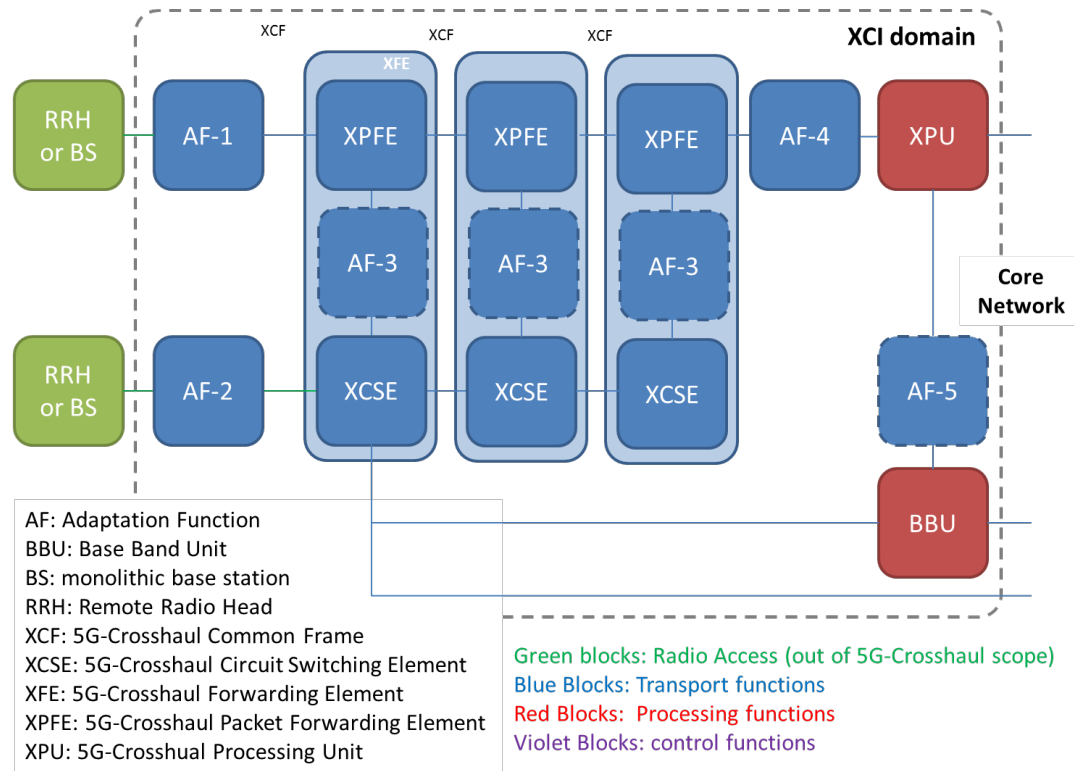 XCF
XCF
XCF
XCI domain
XFE
RRH
or BS
AF-1
XPFE
XPFE
XPFE
AF-4
XPU
AF-3
AF-3
AF-3
Core
Network
RRH
or BS
AF-2
XCSE
XCSE
XCSE
AF-5
BBU
AF: Adaptation Function
BBU: Base Band Unit
BS: monolithic base station
RRH: Remote Radio Head
XCF: 5G-Crosshaul Common Frame
XCSE: 5G-Crosshaul Circuit Switching Element
XFE: 5G-Crosshaul Forwarding Element
XPFE: 5G-Crosshaul Packet Forwarding Element
XPU: 5G-Crosshual Processing Unit
Green blocks: Radio Access (out of 5G-Crosshaul scope)
Blue Blocks: Transport functions
Red Blocks:  Processing functions
Violet Blocks: control functions